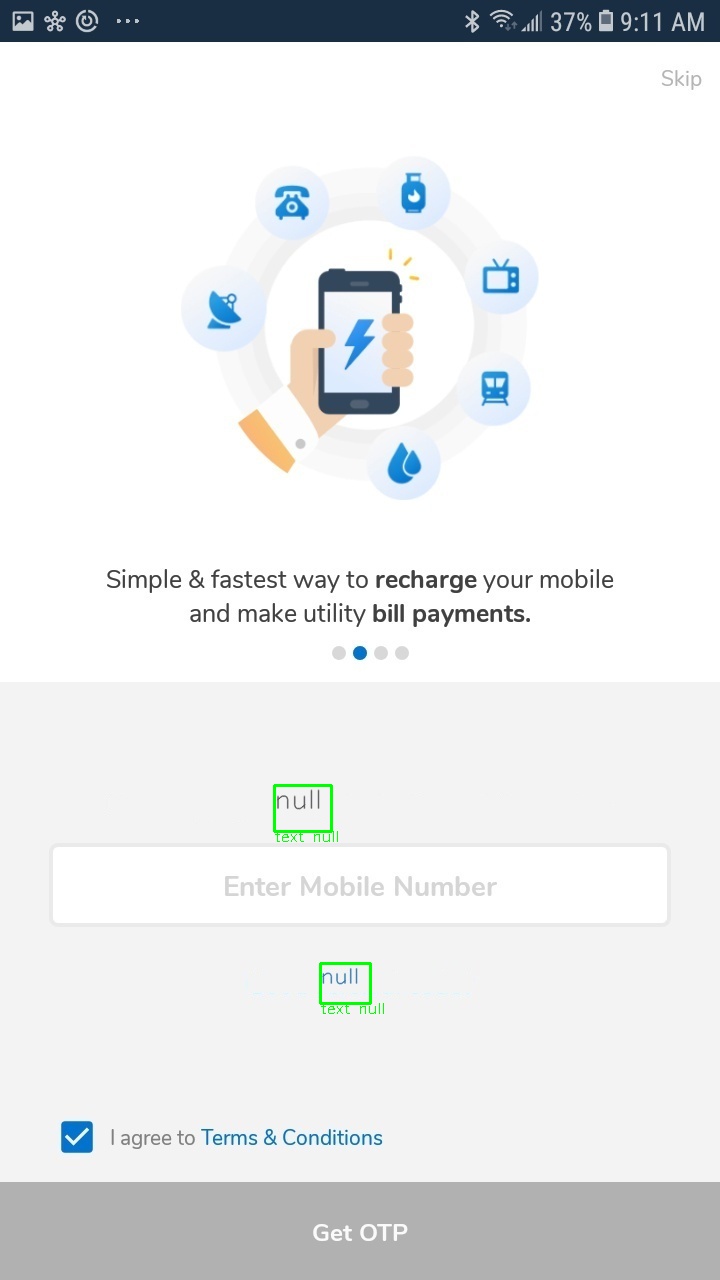 37% 9:11 AM
Skip
Simple & fastest way to recharge your mobile
and make utility bill payments.
null
text null
Enter Mobile Number
null
text null
I agree to Terms & Conditions
Get OTP